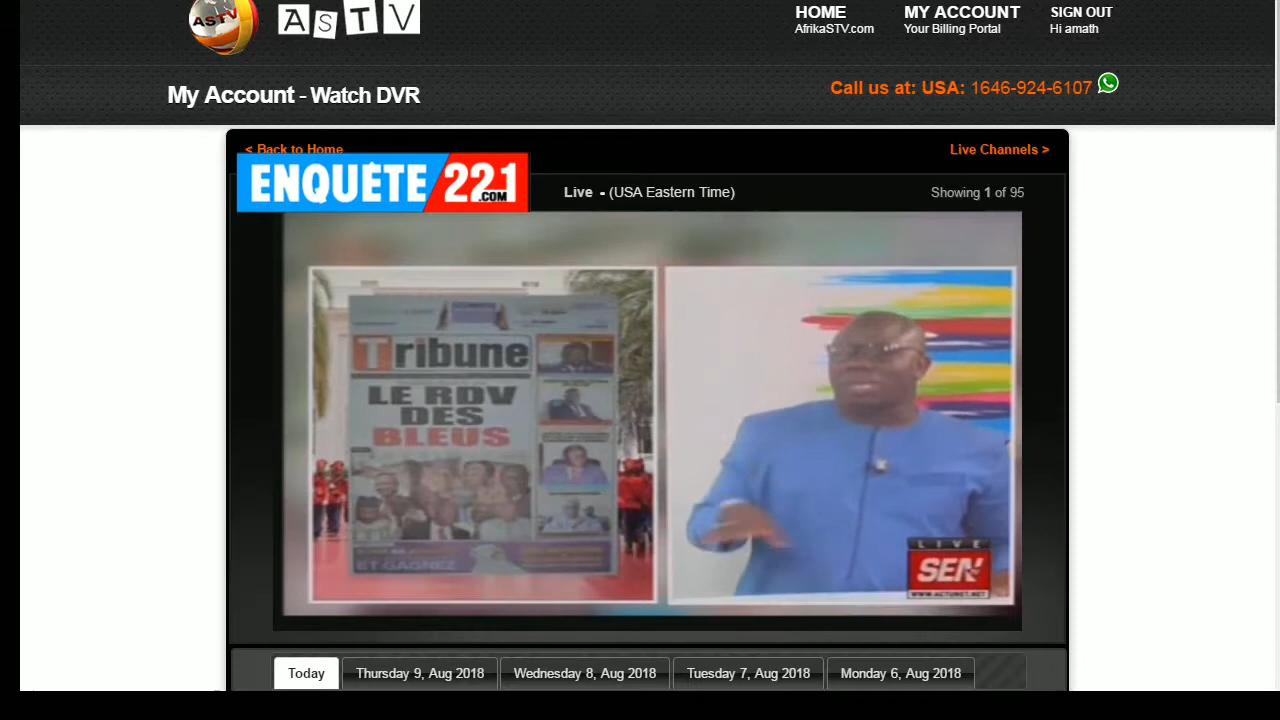 ASTV
ASTV
HOME
AfrikaSTV.com
MY ACCOUNT
Your Billing Portal
SIGN OUT
Hi amath
My Account - Watch DVR
Call us at: USA: 1646-924-6107
< Back to Home
Live Channels >
ENQUÊTE 221
.COM
Live - (USA Eastern Time)
Showing 1 of 95
Tribune
LE RDV
DES
BLEUS
ET GAGNEZ
LIVE
SEN
WWW.ACTUNET.NET
Today
Thursday 9, Aug 2018
Wednesday 8, Aug 2018
Tuesday 7, Aug 2018
Monday 6, Aug 2018